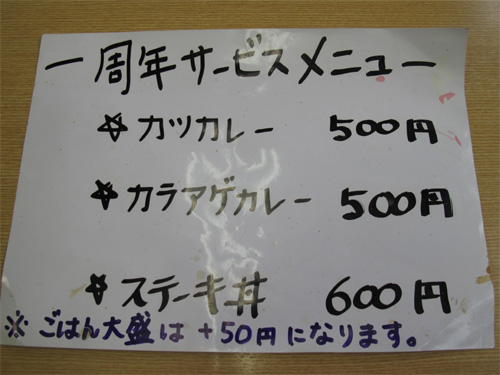 一周年サービスメニュー
☆カツカレー 500円
☆カラアゲカレー 500円
☆ステーキ丼 600円
※ごはん大盛は+50円になります。